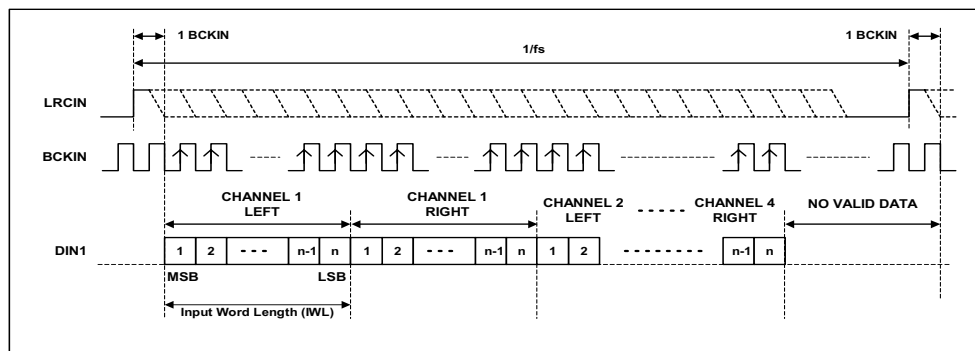 1 BCKIN
1 BCKIN
1/fs
LRCIN
BCKIN
CHANNEL 1
LEFT
CHANNEL 1
RIGHT
CHANNEL 2
LEFT
CHANNEL 4
RIGHT
NO VALID DATA
DIN1
1 2 n-1 n 1 2 n-1 n 1 2 n-1 n
MSB LSB
Input Word Length (IWL)